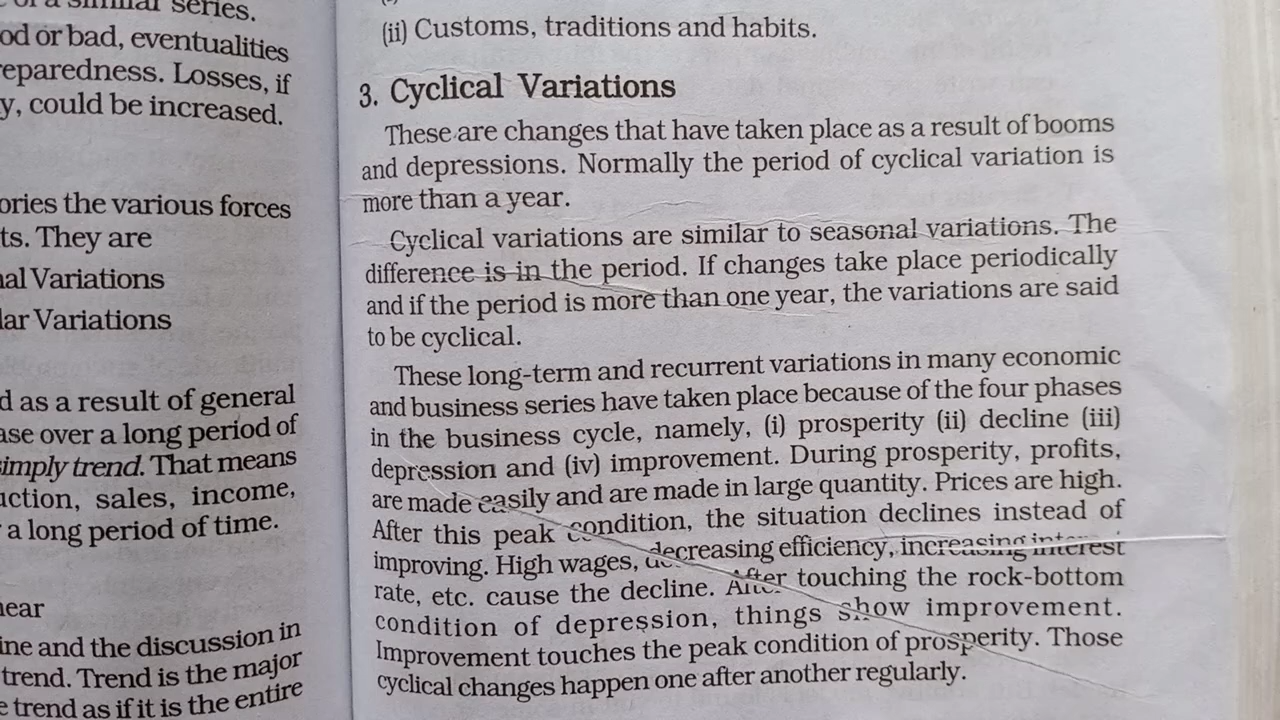 series.
od or bad, eventualities
reparedness. Losses, if
y, could be increased.
ories the various forces
ts. They are
nal Variations
lar Variations
d as a result of general
ase over a long period of
simply trend. That means
uction, sales, income,
r a long period of time.
near
ine and the discussion in
trend. Trend is the major
e trend as if it is the entire
(ii) Customs, traditions and habits.
3. Cyclical Variations
These are changes that have taken place as a result of booms
and depressions. Normally the period of cyclical variation is
more than a year.
Cyclical variations are similar to seasonal variations. The
difference is in the period. If changes take place periodically
and if the period is more than one year, the variations are said
to be cyclical.
These long-term and recurrent variations in many economic
and business series have taken place because of the four phases
in the business cycle, namely, (i) prosperity (ii) decline (iii)
depression and (iv) improvement. During prosperity, profits,
are made easily and are made in large quantity. Prices are high.
After this peak condition, the situation declines instead of
improving. High wages, decreasing efficiency, increasing interest
rate, etc. cause the decline. After touching the rock-bottom
condition of depression, things show improvement.
Improvement touches the peak condition of prosperity. Those
cyclical changes happen one after another regularly.